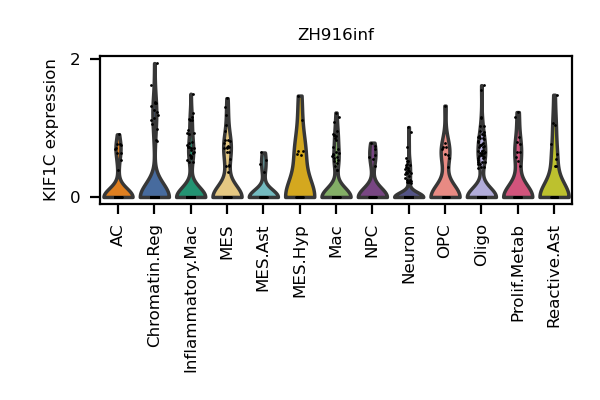 ZH916inf
KIF1C expression
2
0
AC
Chromatin.Reg
Inflammatory.Mac
MES
MES.Ast
MES.Hyp
Mac
NPC
Neuron
OPC
Oligo
Prolif.Metab
Reactive.Ast